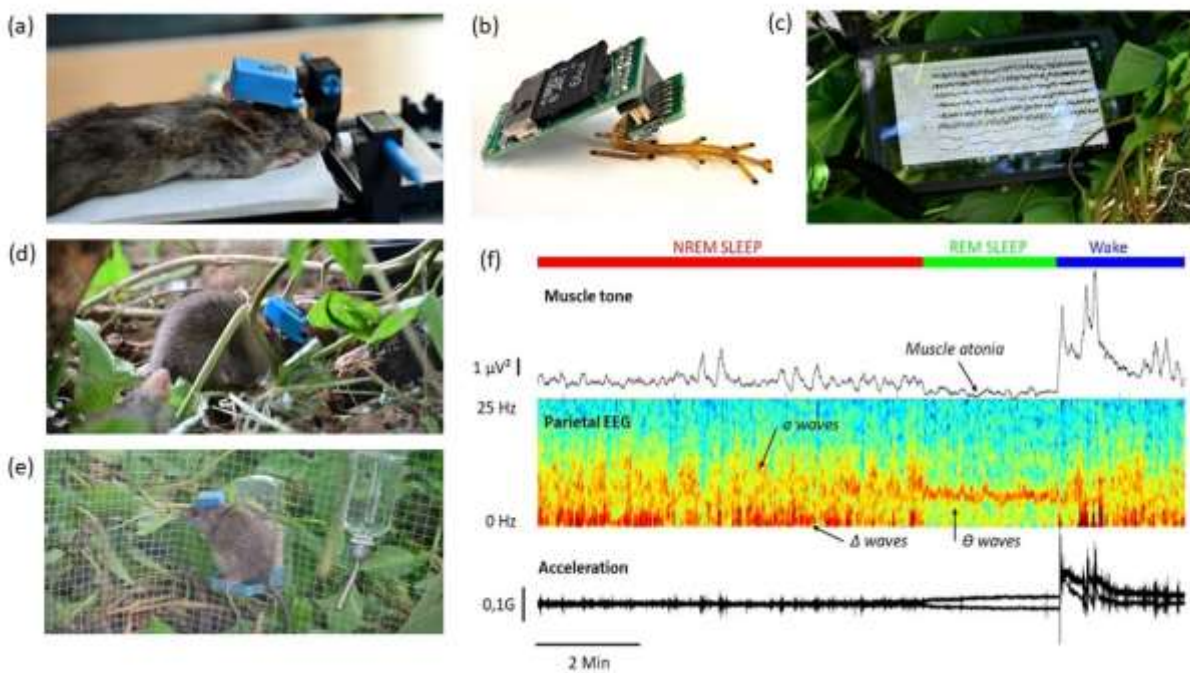 (a)
(b)
(c)
(d)
(e)
(f)
NREM SLEEP REM SLEEP Wake
Muscle tone
Muscle atonia
1 µV²
25 Hz
Parietal EEG
σ waves
0 Hz
Δ waves
θ waves
Acceleration
0,1G
2 Min